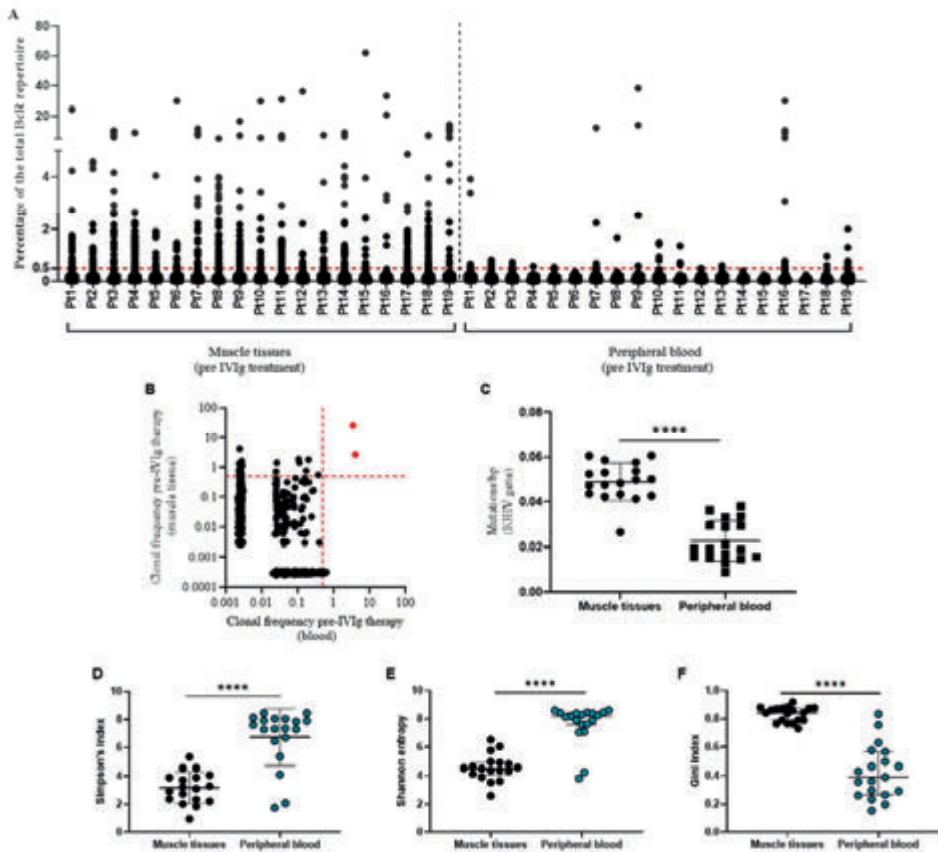 A
Percentage of the total BcR repertoire
80
60
40
20
4
2
0.5
0
Pt1 Pt2 Pt3 Pt4 Pt5 Pt6 Pt7 Pt8 Pt9 Pt10 Pt11 Pt12 Pt13 Pt14 Pt15 Pt16 Pt17 Pt18 Pt19 Pt1 Pt2 Pt3 Pt4 Pt5 Pt6 Pt7 Pt8 Pt9 Pt10 Pt11 Pt12 Pt13 Pt14 Pt15 Pt16 Pt17 Pt18 Pt19
Muscle tissues
(pre IVIg treatment)
Peripheral blood
(pre IVIg treatment)
B
Clonal frequency pre-IVIg therapy
(muscle tissue)
100
10
1
0.1
0.01
0.001
0.0001
0.001 0.01 0.1 1 10 100
Clonal frequency pre-IVIg therapy
(blood)
C
Mutations/bp
(IGHV gene)
0.08
0.06
0.04
0.02
0.00
****
Muscle tissues Peripheral blood
D
Simpson's index
10
8
6
4
2
0
****
Muscle tissues Peripheral blood
E
Shannon entropy
10
8
6
4
2
0
****
Muscle tissues Peripheral blood
F
Gini Index
1.0
0.8
0.6
0.4
0.2
0.0
****
Muscle tissues Peripheral blood